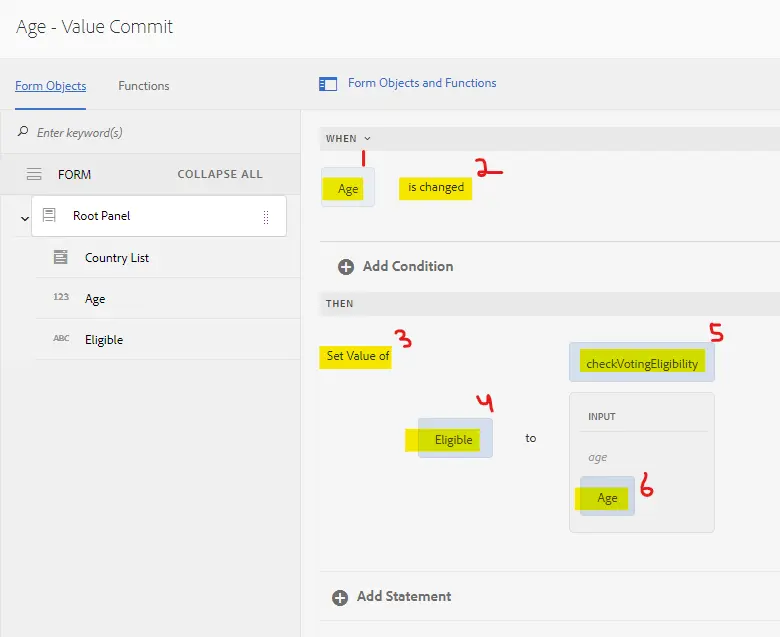 Age - Value Commit
Form Objects Functions
Form Objects and Functions
Enter keyword(s)
FORM COLLAPSE ALL
Root Panel
Country List
123 Age
ABC Eligible
WHEN
1 2
Age is changed
Add Condition
THEN
3 5
Set Value of checkVotingEligibility
4
Eligible to
INPUT
age
Age 6
Add Statement